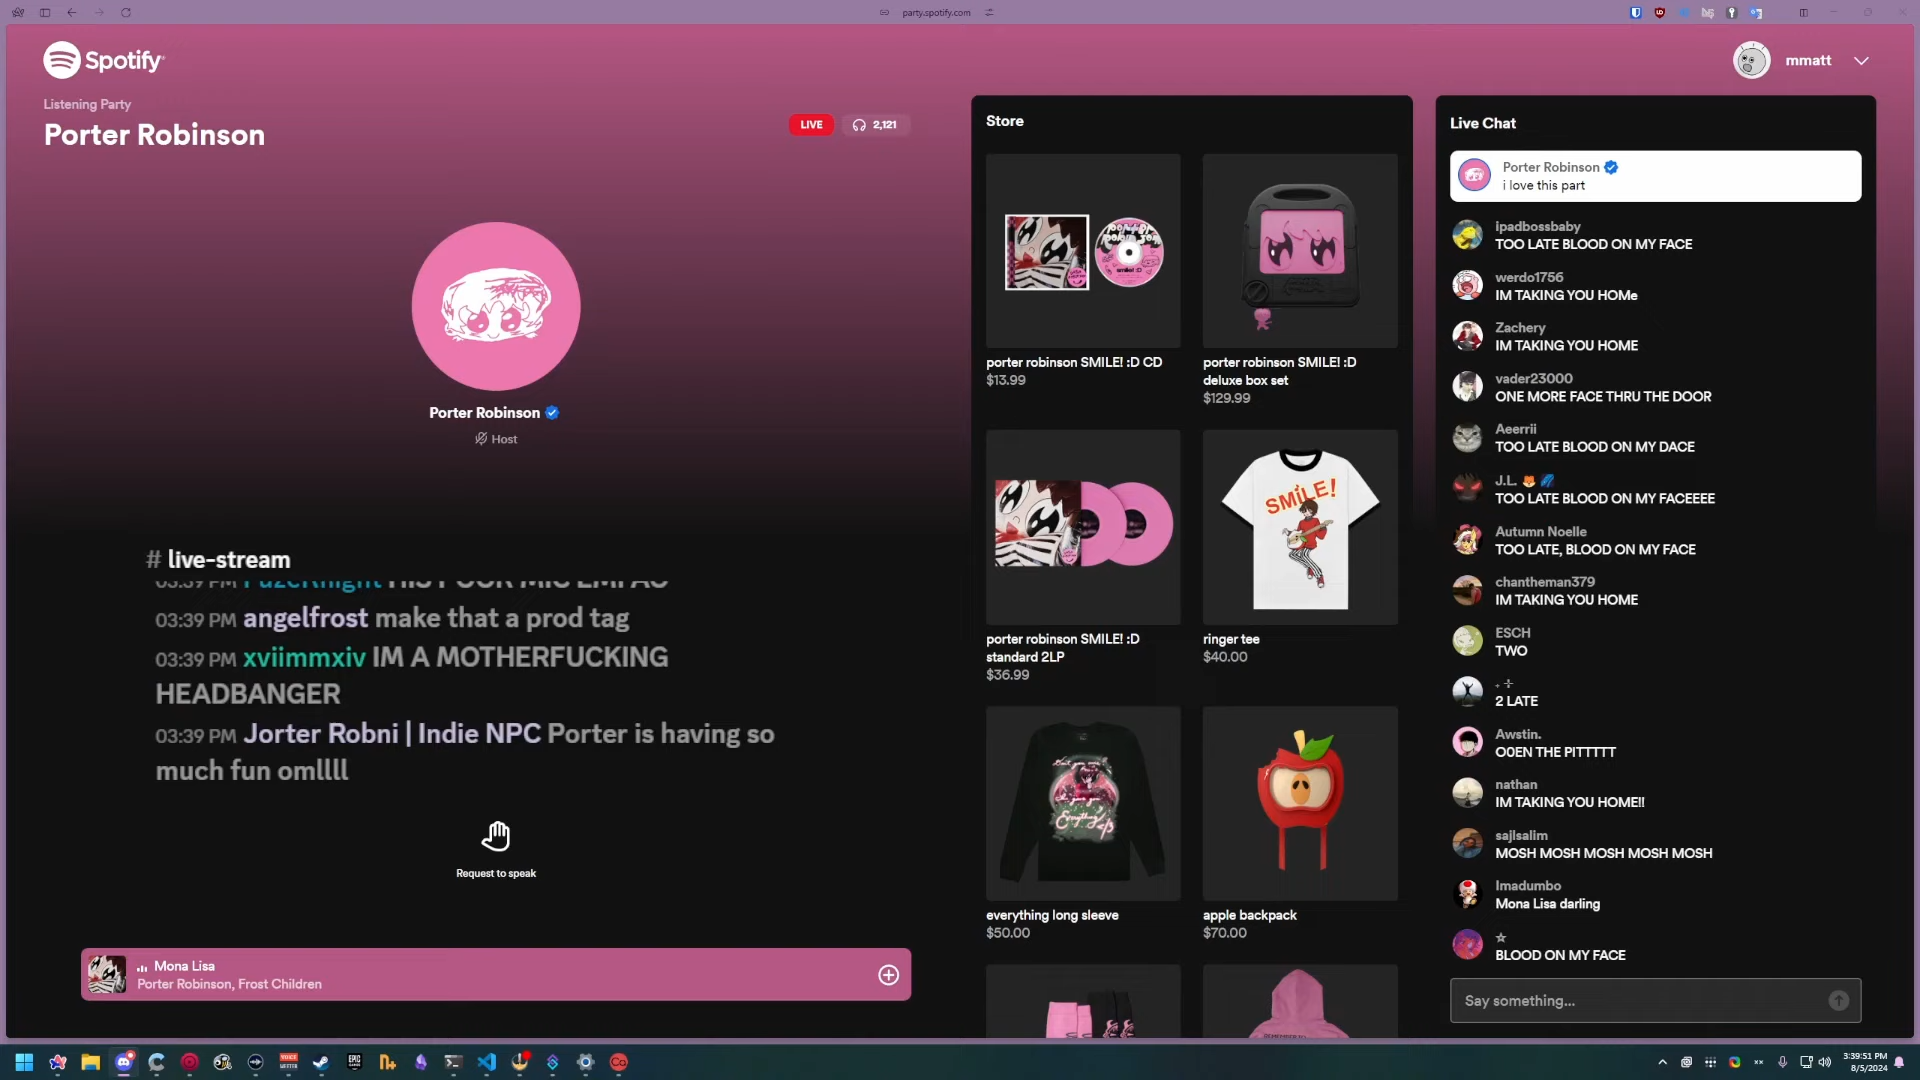 party.spotify.com
Spotify
mmatt
Listening Party
Porter Robinson
LIVE
2,121
Porter Robinson
Host
# live-stream
03:39 PM angelfrost make that a prod tag
03:39 PM xviimmxiv IM A MOTHERFUCKING
HEADBANGER
03:39 PM Jorter Robni | Indie NPC Porter is having so
much fun omllll
Request to speak
Mona Lisa
Porter Robinson, Frost Children
Store
porter robinson SMILE! :D CD
$13.99
porter robinson SMILE! :D
deluxe box set
$129.99
SMiLE!
porter robinson SMILE! :D
standard 2LP
$36.99
ringer tee
$40.00
everything long sleeve
$50.00
apple backpack
$70.00
Live Chat
Porter Robinson
i love this part
ipadbossbaby
TOO LATE BLOOD ON MY FACE
werdo1756
IM TAKING YOU HOMe
Zachery
IM TAKING YOU HOME
vader23000
ONE MORE FACE THRU THE DOOR
Aeerrii
TOO LATE BLOOD ON MY DACE
J.L. 🦊
TOO LATE BLOOD ON MY FACEEEE
Autumn Noelle
TOO LATE, BLOOD ON MY FACE
chantheman379
IM TAKING YOU HOME
ESCH
TWO
2 LATE
Awstin.
O0EN THE PITTTTT
nathan
IM TAKING YOU HOME!!
sajlsalim
MOSH MOSH MOSH MOSH MOSH
Imadumbo
Mona Lisa darling
☆
BLOOD ON MY FACE
Say something...
3:39:51 PM
8/5/2024